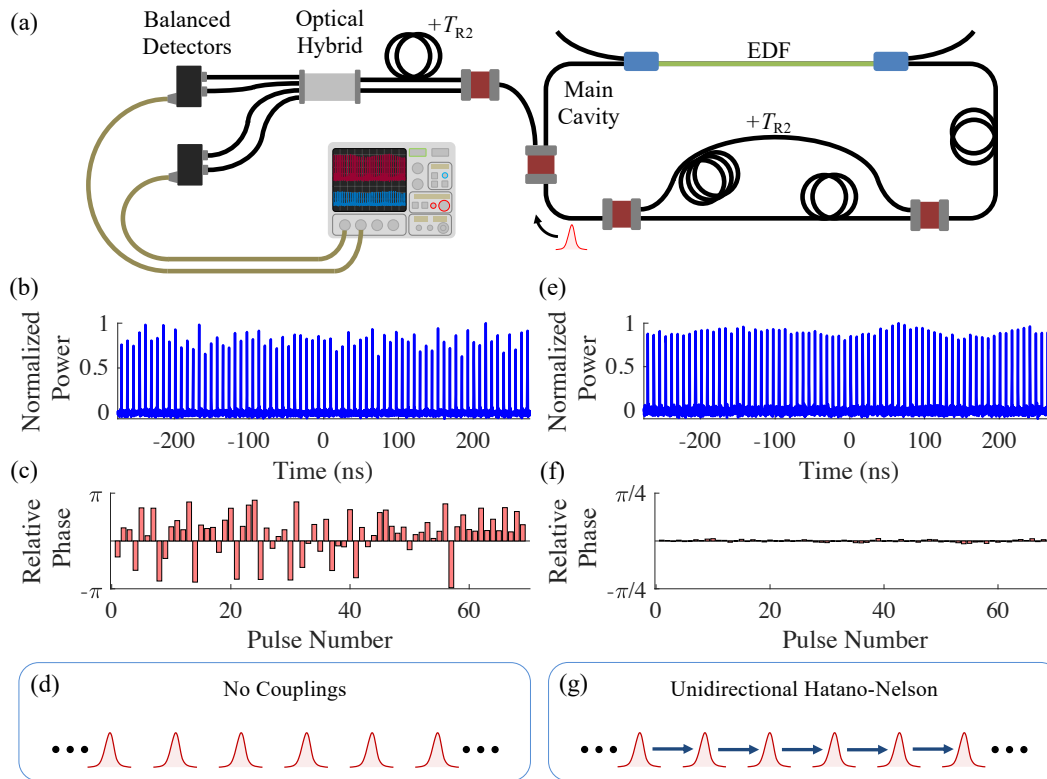 (a)
Balanced
Detectors
Optical
Hybrid
+T_R2
EDF
Main
Cavity
+T_R2
(b)
Normalized
Power
1
0.5
0
-200
-100
0
100
200
Time (ns)
(e)
Normalized
Power
1
0.5
0
-200
-100
0
100
200
Time (ns)
(c)
Relative
Phase
π
-π
0
20
40
60
Pulse Number
(f)
Relative
Phase
π/4
-π/4
0
20
40
60
Pulse Number
(d)
No Couplings
(g)
Unidirectional Hatano-Nelson